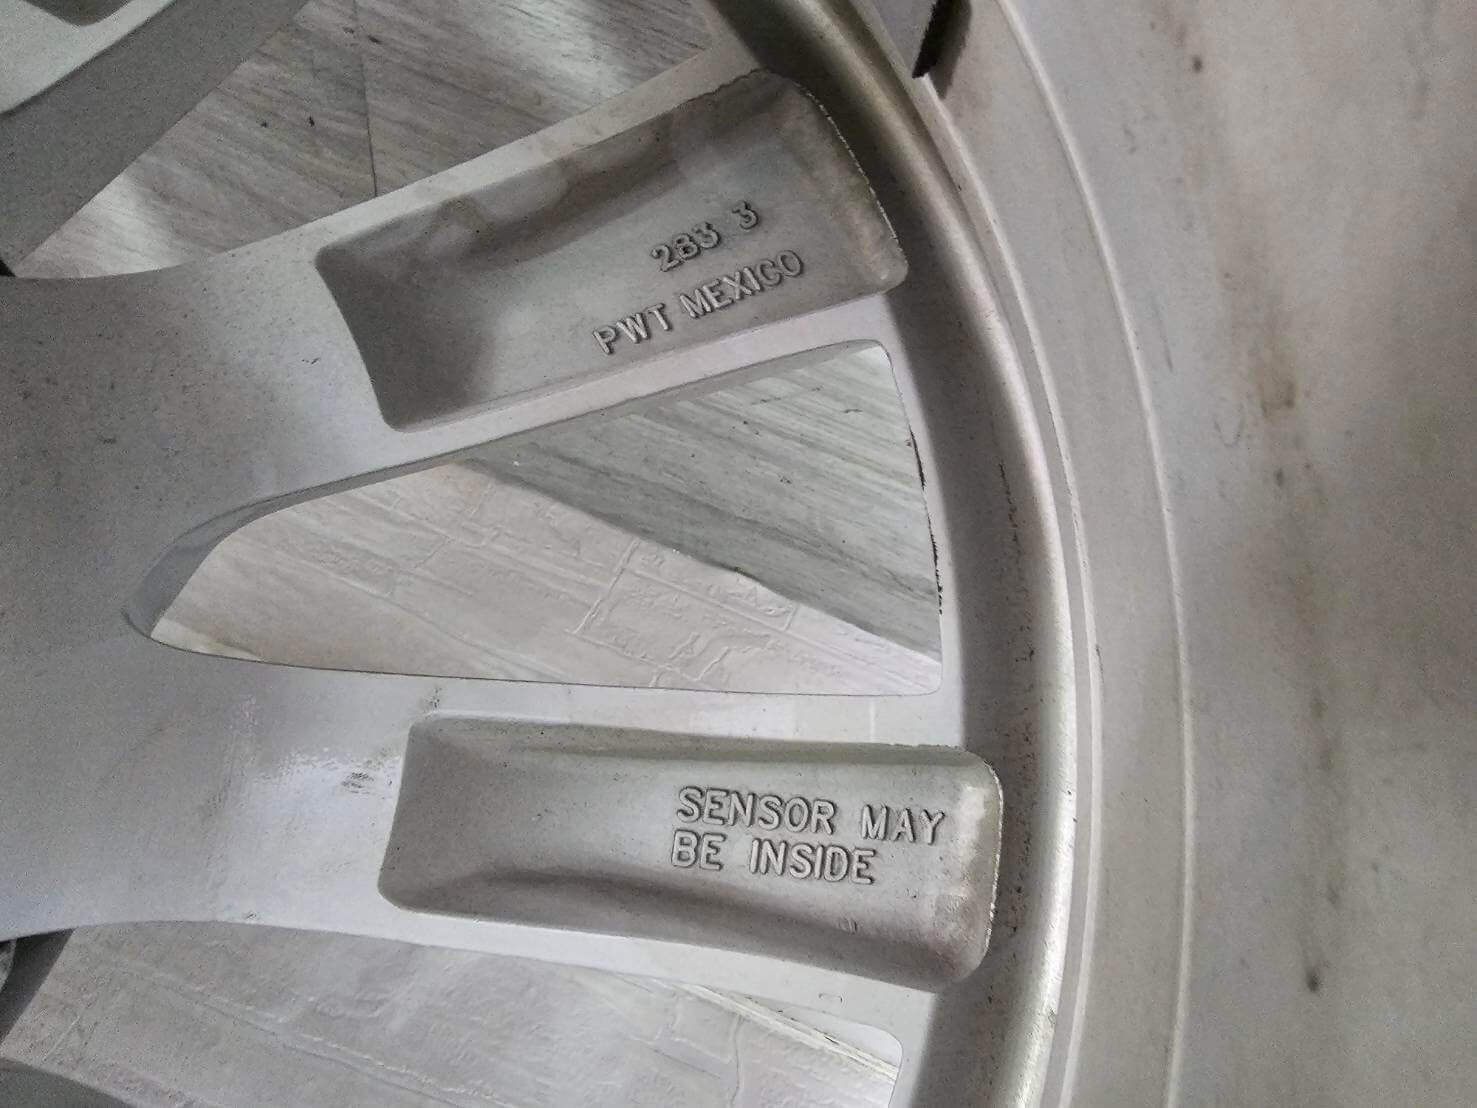 283 3
PWT MEXICO
SENSOR MAY
BE INSIDE